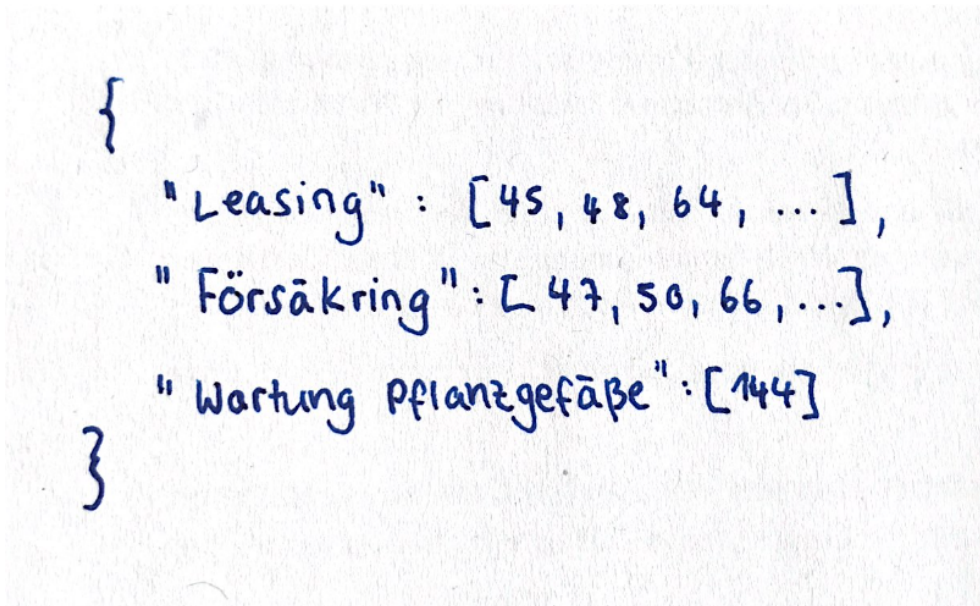 {
"Leasing" : [45, 48, 64, ...],
"Försäkring" : [47, 50, 66, ...],
"Wartung Pflanzgefäße" : [144]
}